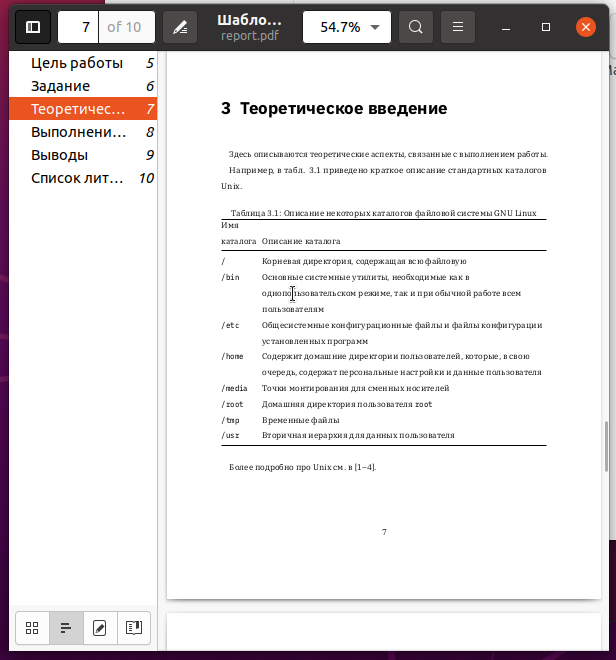 7 of 10
Шабло...
report.pdf
54.7%
Цель работы 5
Задание 6
Теоретичес... 7
Выполнени... 8
Выводы 9
Список лит... 10
3 Теоретическое введение
Здесь описываются теоретические аспекты, связанные с выполнением работы.
Например, в табл. 3.1 приведено краткое описание стандартных каталогов
Unix.
Таблица 3.1: Описание некоторых каталогов файловой системы GNU Linux
Имя
каталога Описание каталога
/ Корневая директория, содержащая всю файловую
/bin Основные системные утилиты, необходимые как в
однопользовательском режиме, так и при обычной работе всем
пользователям
/etc Общесистемные конфигурационные файлы и файлы конфигурации
установленных программ
/home Содержит домашние директории пользователей, которые, в свою
очередь, содержат персональные настройки и данные пользователя
/media Точки монтирования для сменных носителей
/root Домашняя директория пользователя root
/tmp Временные файлы
/usr Вторичная иерархия для данных пользователя
Более подробно про Unix см. в [1–4].
7